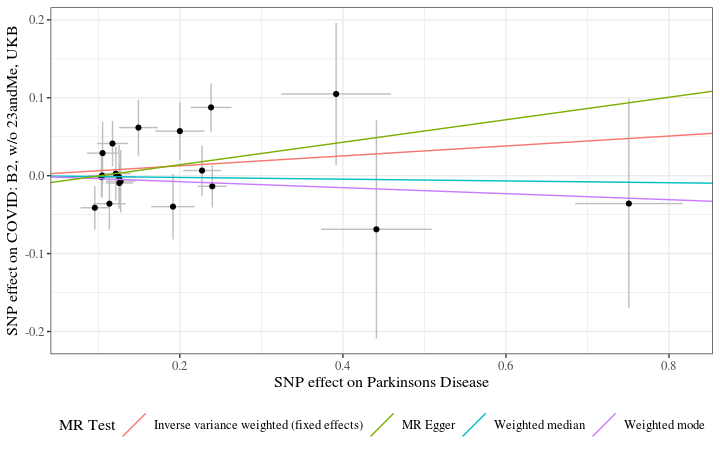 SNP effect on COVID: B2, w/o 23andMe, UKB
0.2
0.1
0.0
-0.1
-0.2
0.2
0.4
0.6
0.8
SNP effect on Parkinsons Disease
MR Test
Inverse variance weighted (fixed effects)
MR Egger
Weighted median
Weighted mode